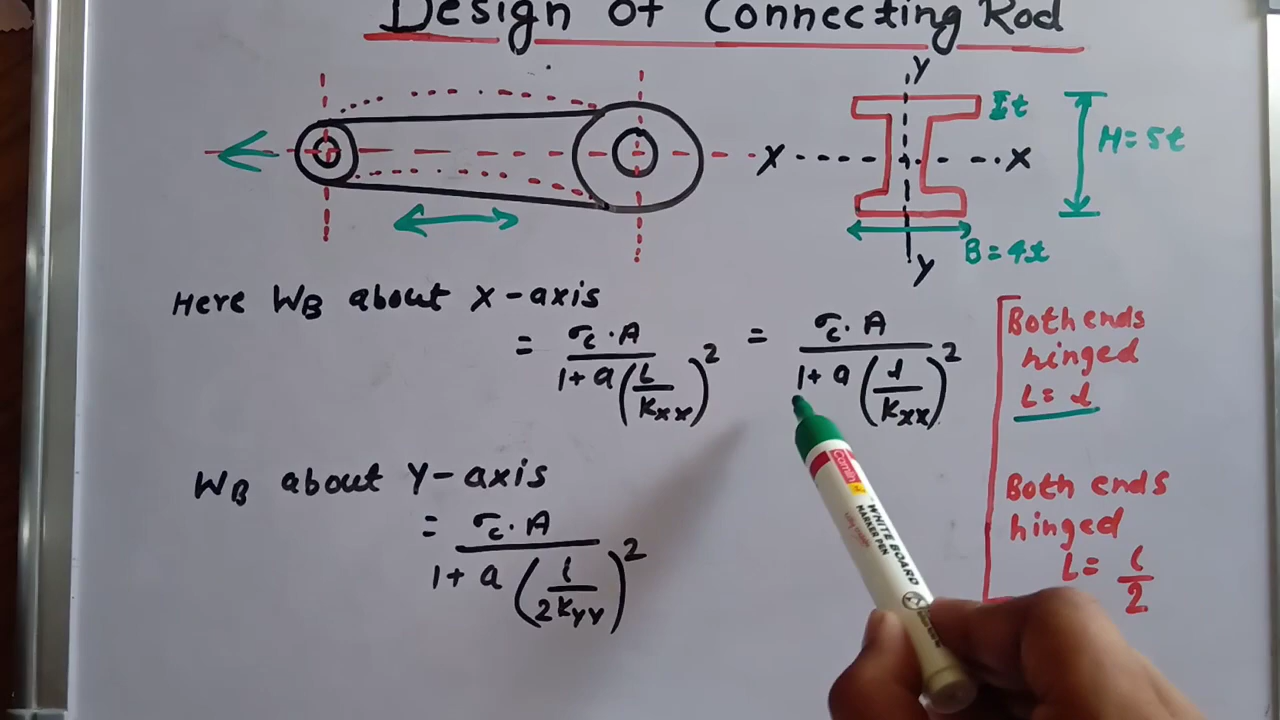 Design of Connecting Rod
Y
t
H = 5t
X X
B = 4t
Y
Here WB about X-axis
= σc·A / 1+a(L/Kxx)² = σc·A / 1+a(l/Kxx)²
Both ends
hinged
L = l
WB about Y-axis
= σc·A / 1+a(l/2Kyy)²
Both ends
hinged
L = l/2
Camlin
WHITE BOARD
MARKER PEN